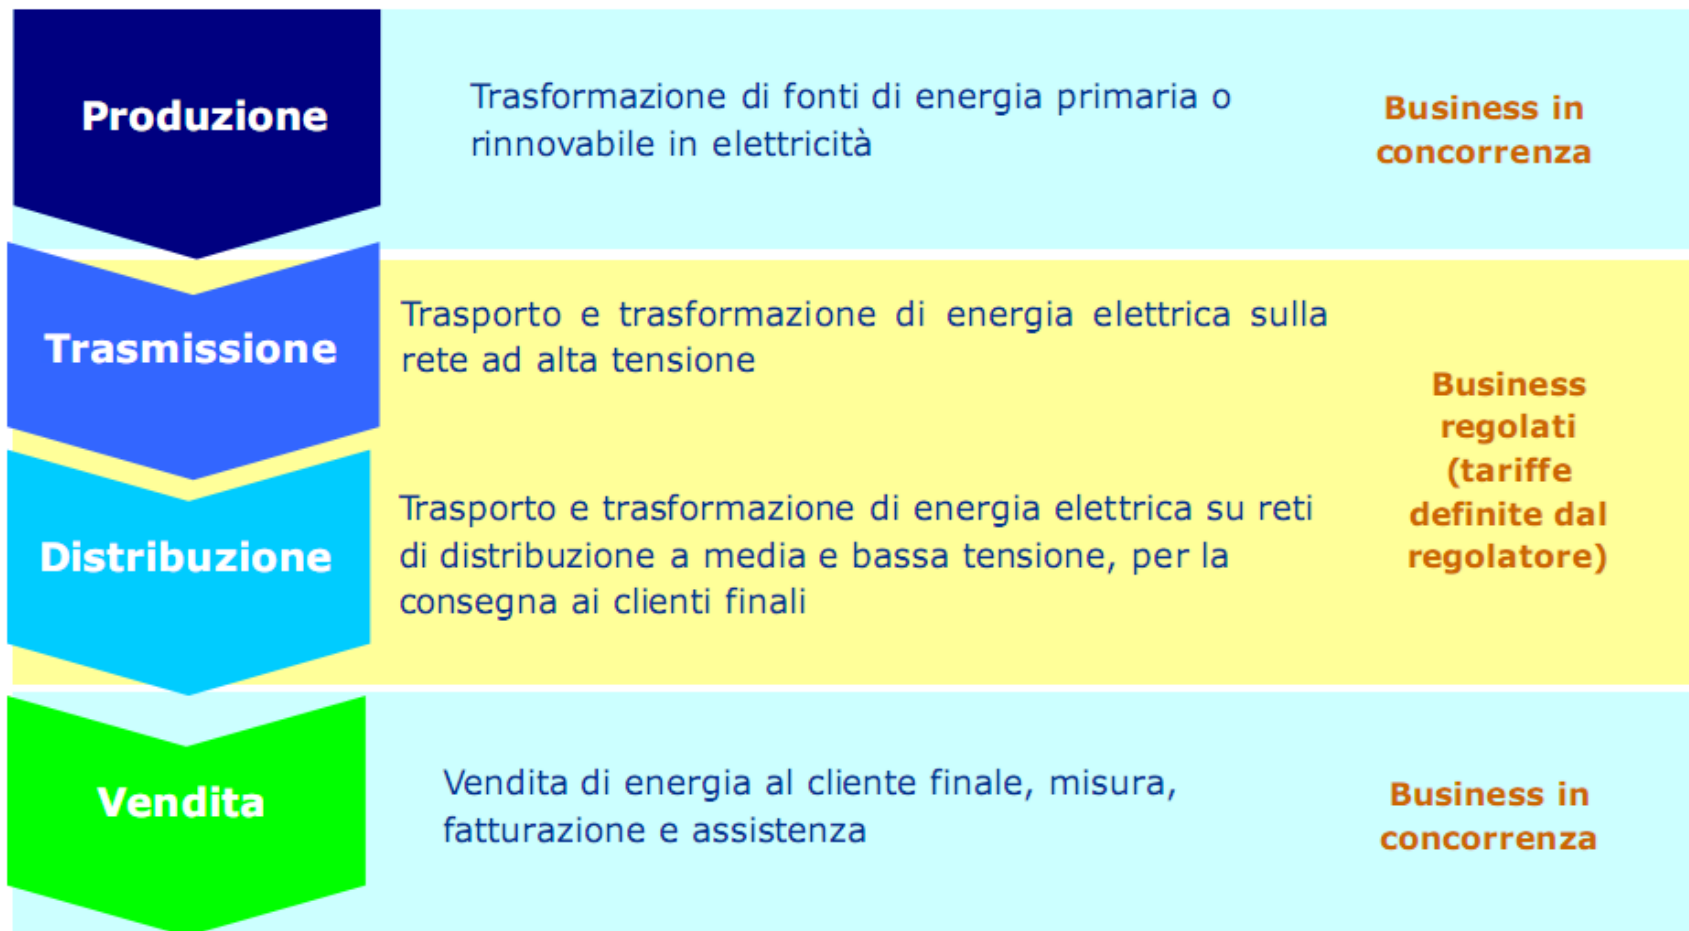 Produzione
Trasformazione di fonti di energia primaria o
rinnovabile in elettricità
Business in
concorrenza
Trasmissione
Trasporto e trasformazione di energia elettrica sulla
rete ad alta tensione
Distribuzione
Trasporto e trasformazione di energia elettrica su reti
di distribuzione a media e bassa tensione, per la
consegna ai clienti finali
Business
regolati
(tariffe
definite dal
regolatore)
Vendita
Vendita di energia al cliente finale, misura,
fatturazione e assistenza
Business in
concorrenza